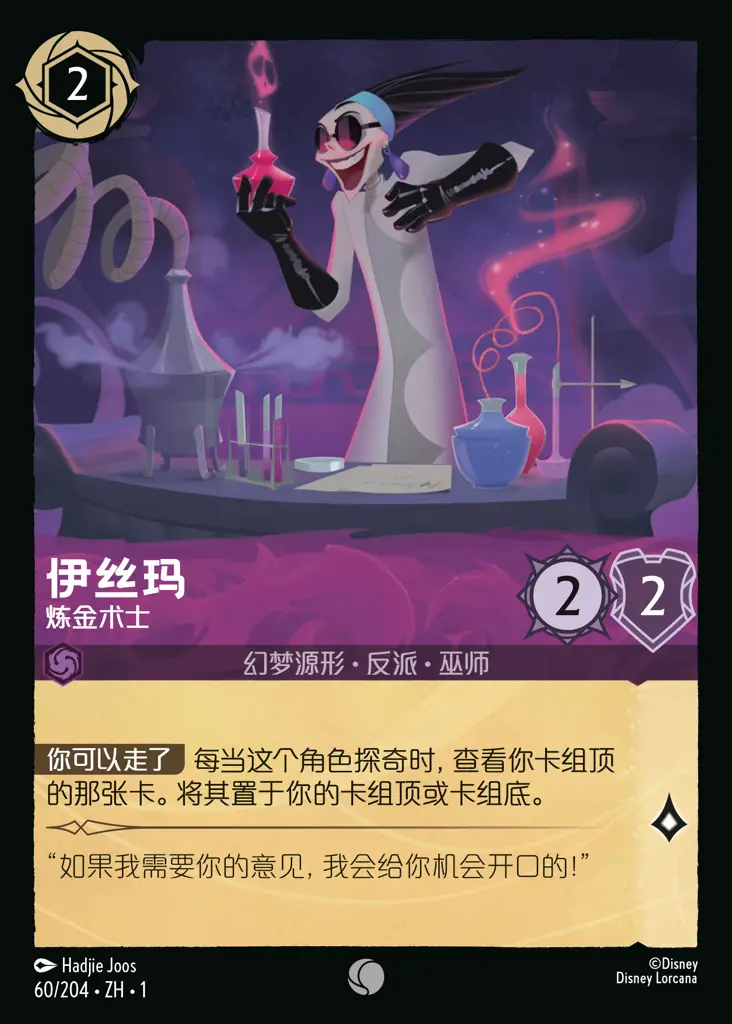 2
伊丝玛
炼金术士
2
2
幻梦源形・反派・巫师
你可以走了 每当这个角色探奇时, 查看你卡组顶
的那张卡。将其置于你的卡组顶或卡组底。
“如果我需要你的意见, 我会给你机会开口的!”
Hadjie Joos
60/204 • ZH • 1
©Disney
Disney Lorcana